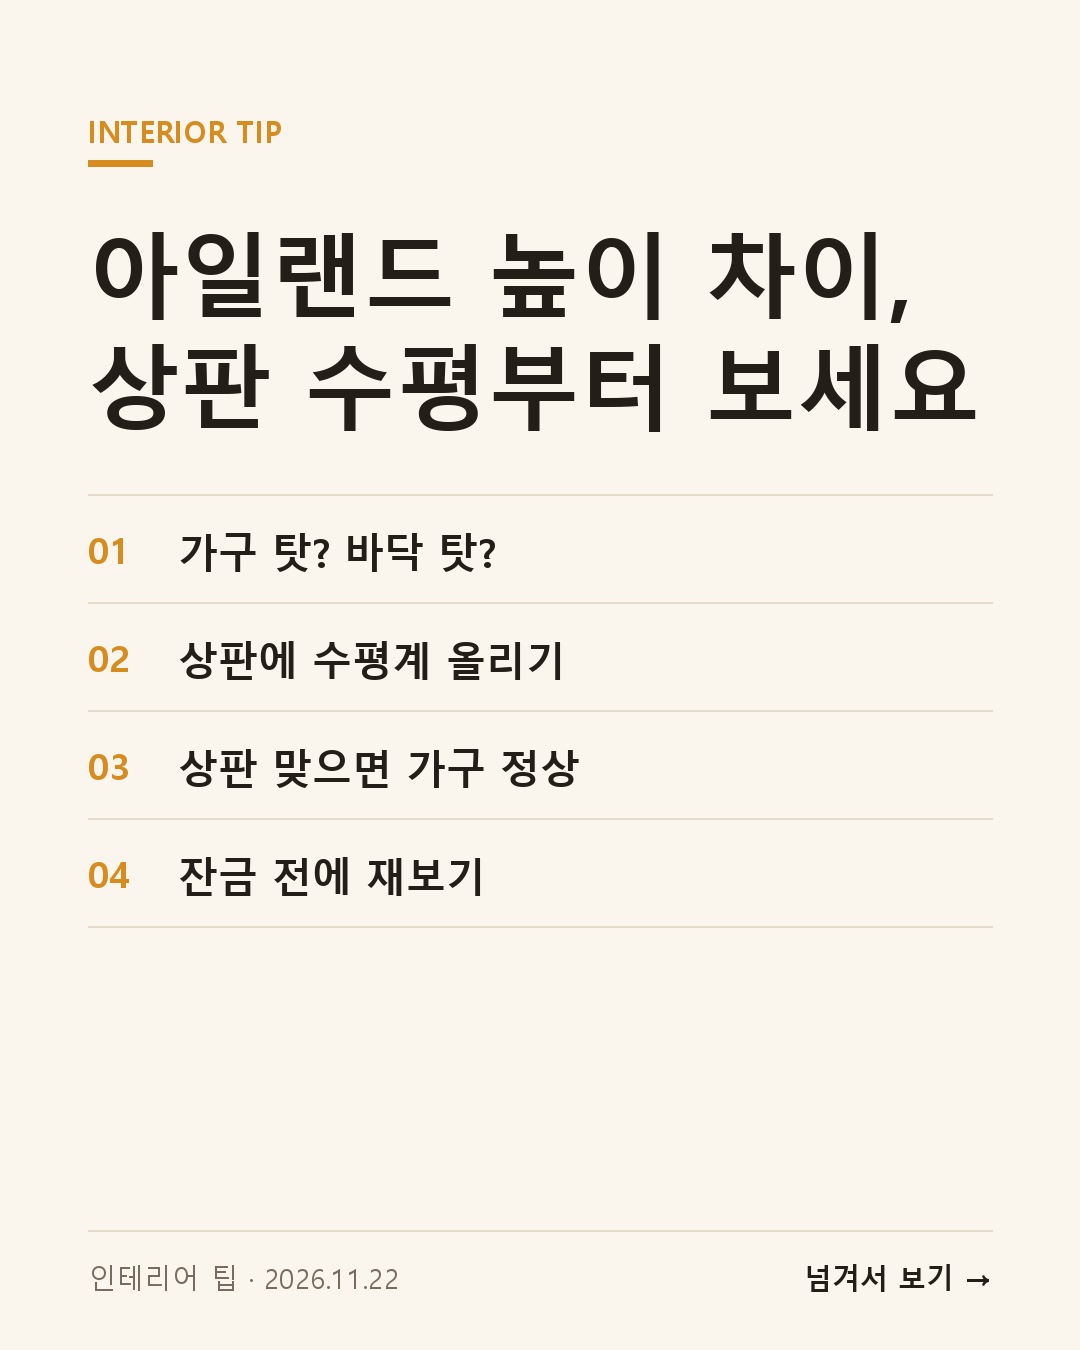 INTERIOR TIP
아일랜드 높이 차이,
상판 수평부터 보세요
01 가구 탓? 바닥 탓?
02 상판에 수평계 올리기
03 상판 맞으면 가구 정상
04 잔금 전에 재보기
인테리어 팁 · 2026.11.22
넘겨서 보기 →